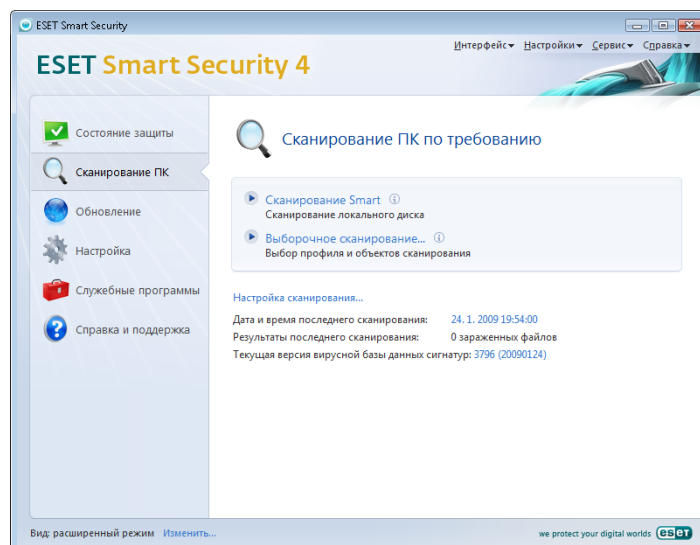 ESET Smart Security
Интерфейс Настройки Сервис Справка
ESET Smart Security 4
Состояние защиты
Сканирование ПК
Обновление
Настройка
Служебные программы
Справка и поддержка
Сканирование ПК по требованию
Сканирование Smart
Сканирование локального диска
Выборочное сканирование...
Выбор профиля и объектов сканирования
Настройка сканирования...
Дата и время последнего сканирования: 24. 1. 2009 19:54:00
Результаты последнего сканирования: 0 зараженных файлов
Текущая версия вирусной базы данных сигнатур: 3796 (20090124)
Вид: расширенный режим Изменить...
we protect your digital worlds eseT